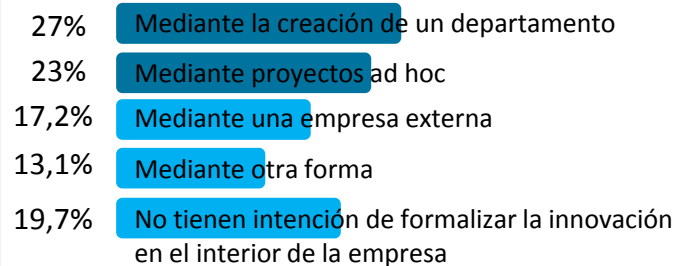 27% Mediante la creación de un departamento
23% Mediante proyectos ad hoc
17,2% Mediante una empresa externa
13,1% Mediante otra forma
19,7% No tienen intención de formalizar la innovación
en el interior de la empresa